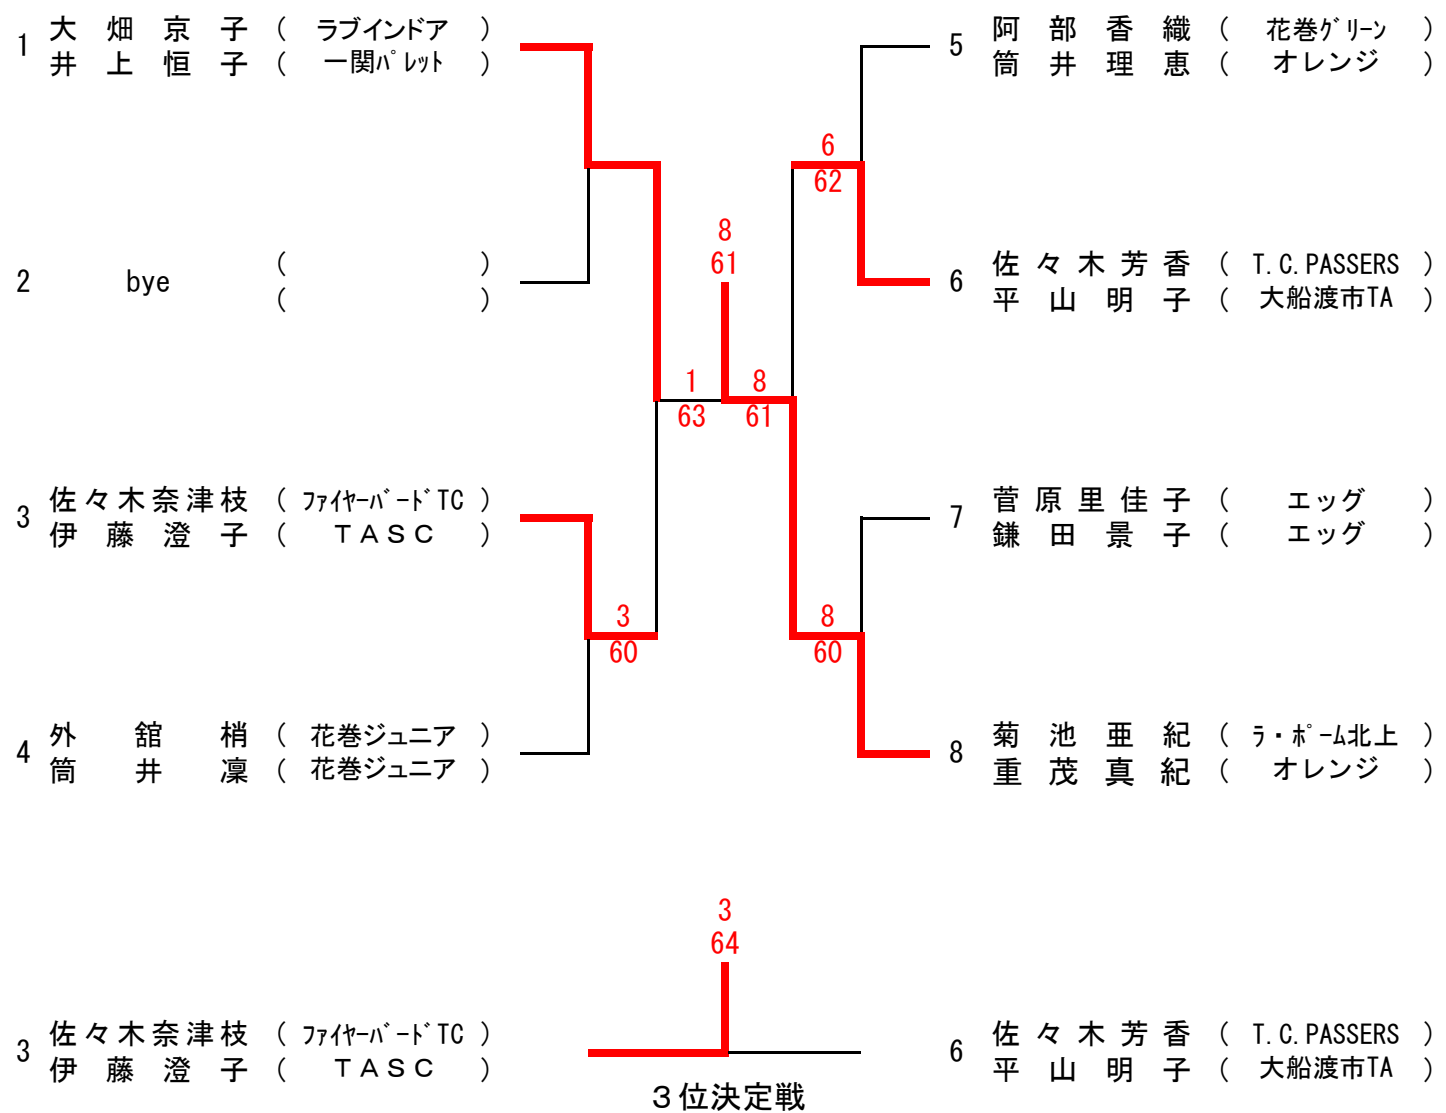 1 大畑京子 ( ラブインドア )
井上恒子 ( 一関パレット )
2 bye ( )
( )
3 佐々木奈津枝 ( ファイヤーバードTC )
伊藤澄子 ( TASC )
4 外舘梢 ( 花巻ジュニア )
筒井凜 ( 花巻ジュニア )
5 阿部香織 ( 花巻グリーン )
筒井理恵 ( オレンジ )
6 佐々木芳香 ( T.C.PASSERS )
平山明子 ( 大船渡市TA )
7 菅原里佳子 ( エッグ )
鎌田景子 ( エッグ )
8 菊池亜紀 ( ラ・ポーム北上 )
重茂真紀 ( オレンジ )
6
62
8
61
1
63
8
61
3
60
8
60
3
64
3 佐々木奈津枝 ( ファイヤーバードTC )
伊藤澄子 ( TASC )
6 佐々木芳香 ( T.C.PASSERS )
平山明子 ( 大船渡市TA )
3位決定戦